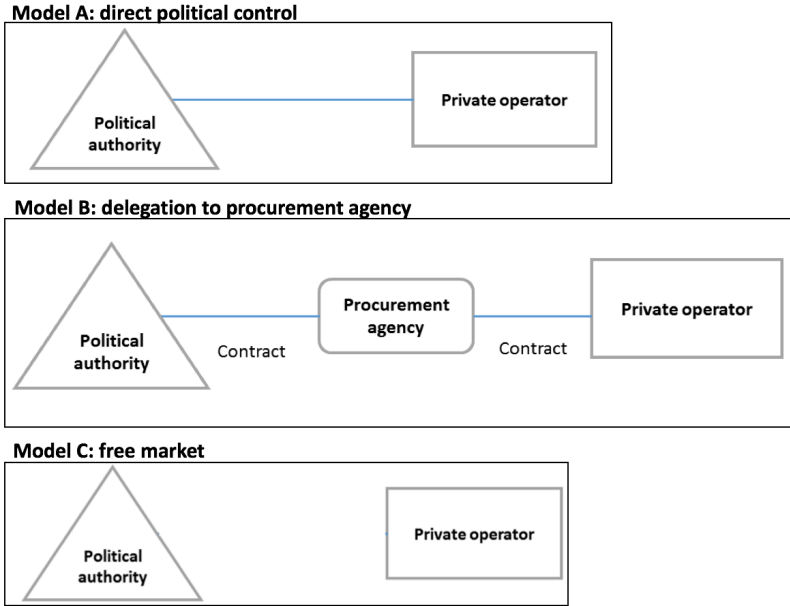 Model A: direct political control
Political
authority
Private operator
Model B: delegation to procurement agency
Political
authority
Contract
Procurement
agency
Contract
Private operator
Model C: free market
Political
authority
Private operator